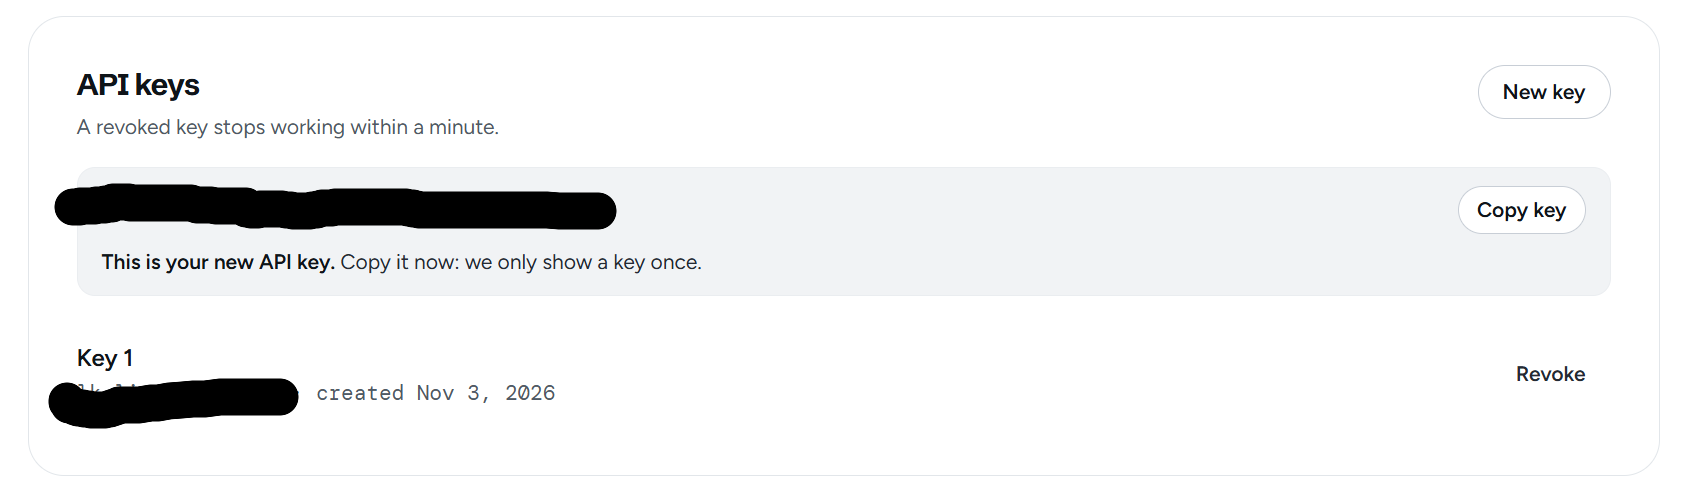 API keys
New key
A revoked key stops working within a minute.
Copy key
This is your new API key. Copy it now: we only show a key once.
Key 1
created Nov 3, 2026
Revoke